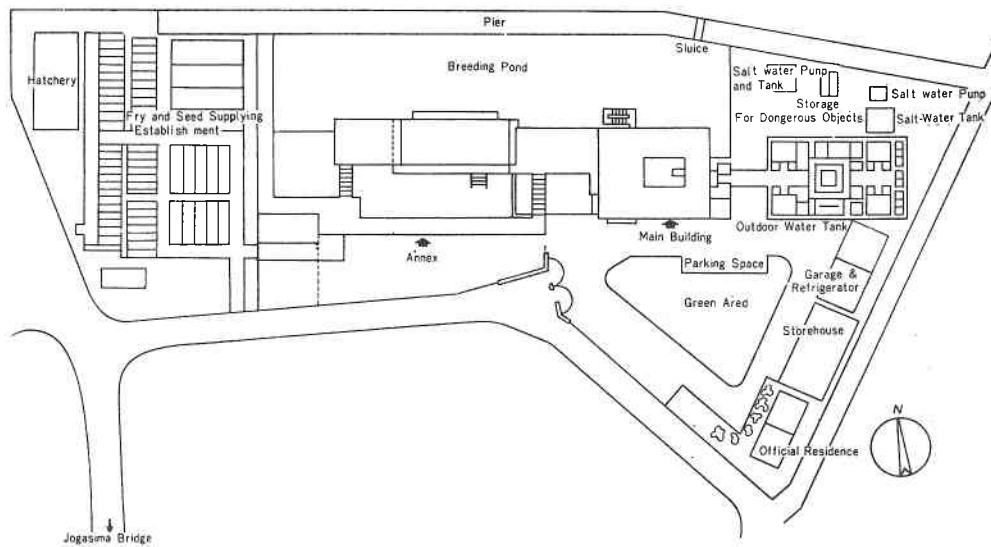 Pier
Sluice
Hatchery
Breeding Pond
Salt water Punp
and Tank
Storage
For Dongerous Objects
Salt water Punp
Salt-Water Tank
Fry and Seed Supplying
Establish ment
Outdoor Water Tank
Main Building
Annex
Parking Space
Green Ared
Garage &
Refrigerator
Storehouse
Official Residence
N
Jogasima Bridge